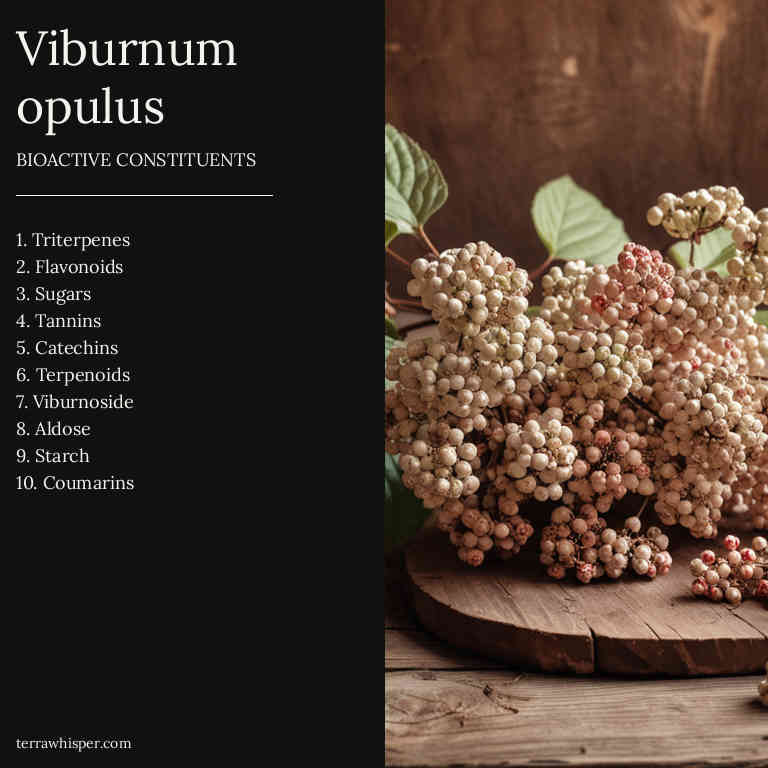 Viburnum
opulus
BIOACTIVE CONSTITUENTS
1. Triterpenes
2. Flavonoids
3. Sugars
4. Tannins
5. Catechins
6. Terpenoids
7. Viburnoside
8. Aldose
9. Starch
10. Coumarins
terrawhisper.com